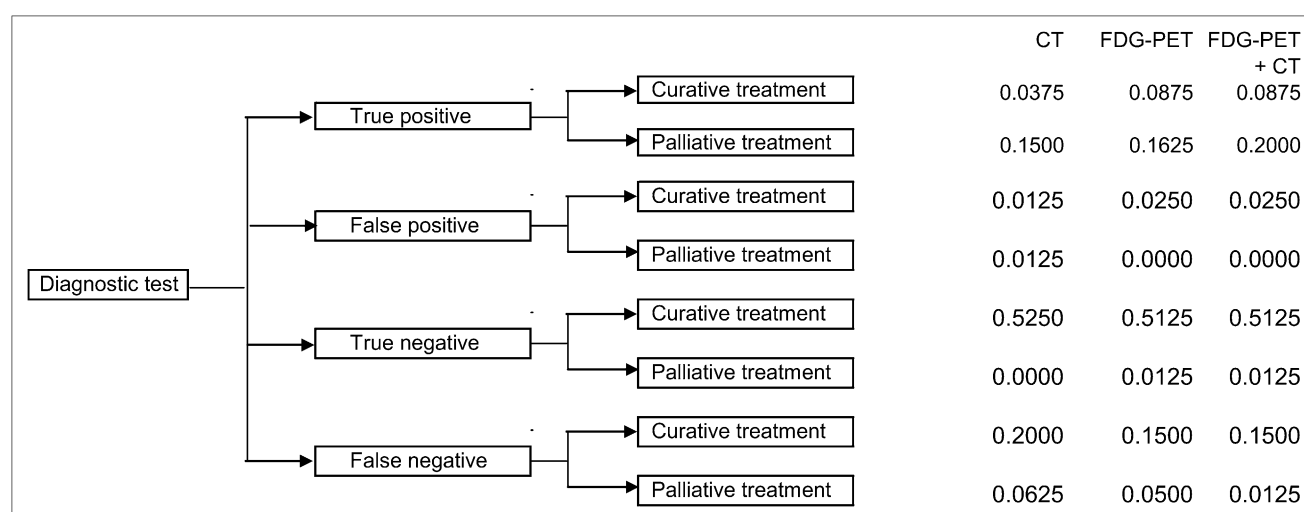 CT FDG-PET FDG-PET
+ CT
Curative treatment 0.0375 0.0875 0.0875
True positive
Palliative treatment 0.1500 0.1625 0.2000
Curative treatment 0.0125 0.0250 0.0250
False positive
Palliative treatment 0.0125 0.0000 0.0000
Diagnostic test
Curative treatment 0.5250 0.5125 0.5125
True negative
Palliative treatment 0.0000 0.0125 0.0125
Curative treatment 0.2000 0.1500 0.1500
False negative
Palliative treatment 0.0625 0.0500 0.0125